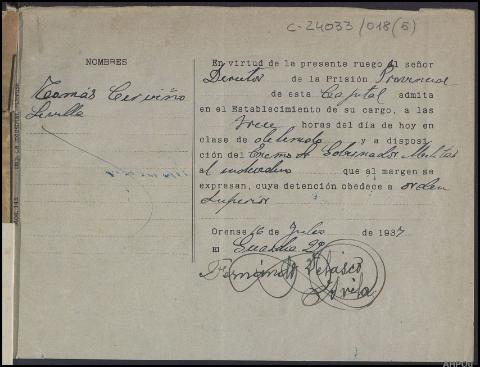 C-24033/018(5)
NOMBRES
Tomás Cerviño
Sevilla
En virtud de la presente ruego al señor
Director de la Prisión Provincial
de esta Capital admita
en el Establecimiento de su cargo, a las
trece horas del día de hoy en
clase de detenido y a disposi
ción del Excmo Sr Gobernador Militar
al individuo que al margen se
expresan, cuya detención obedece a orden
superior
Orense 16 de Julio de 1937
El Guardia 2º
Fernando Velasco
Ávila